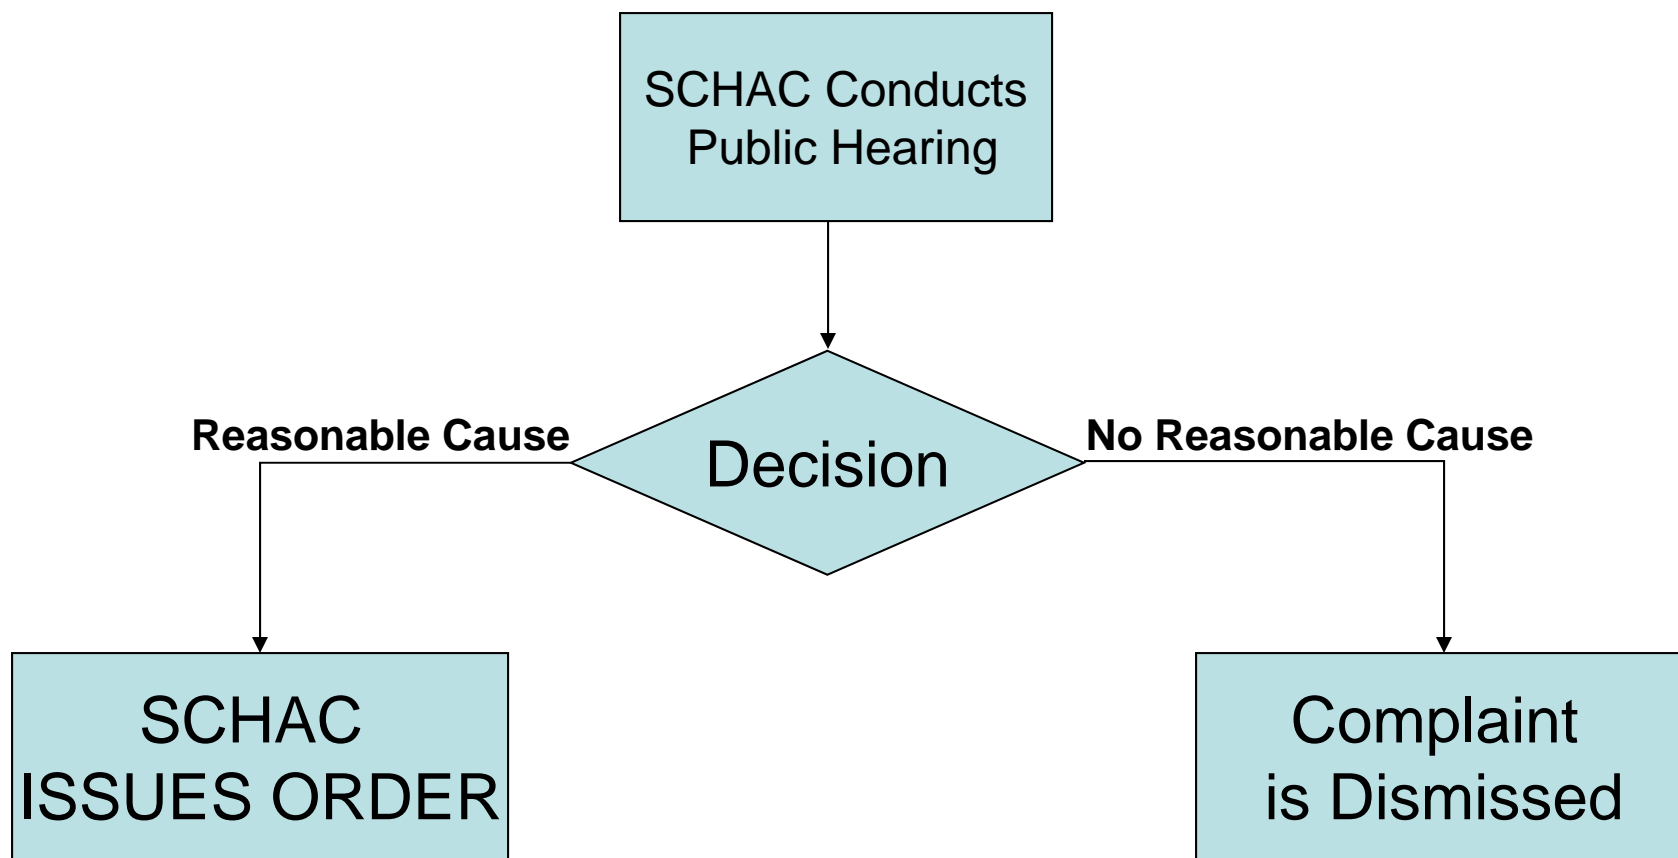 SCHAC Conducts
Public Hearing
Reasonable Cause
Decision
No Reasonable Cause
SCHAC
ISSUES ORDER
Complaint
is Dismissed